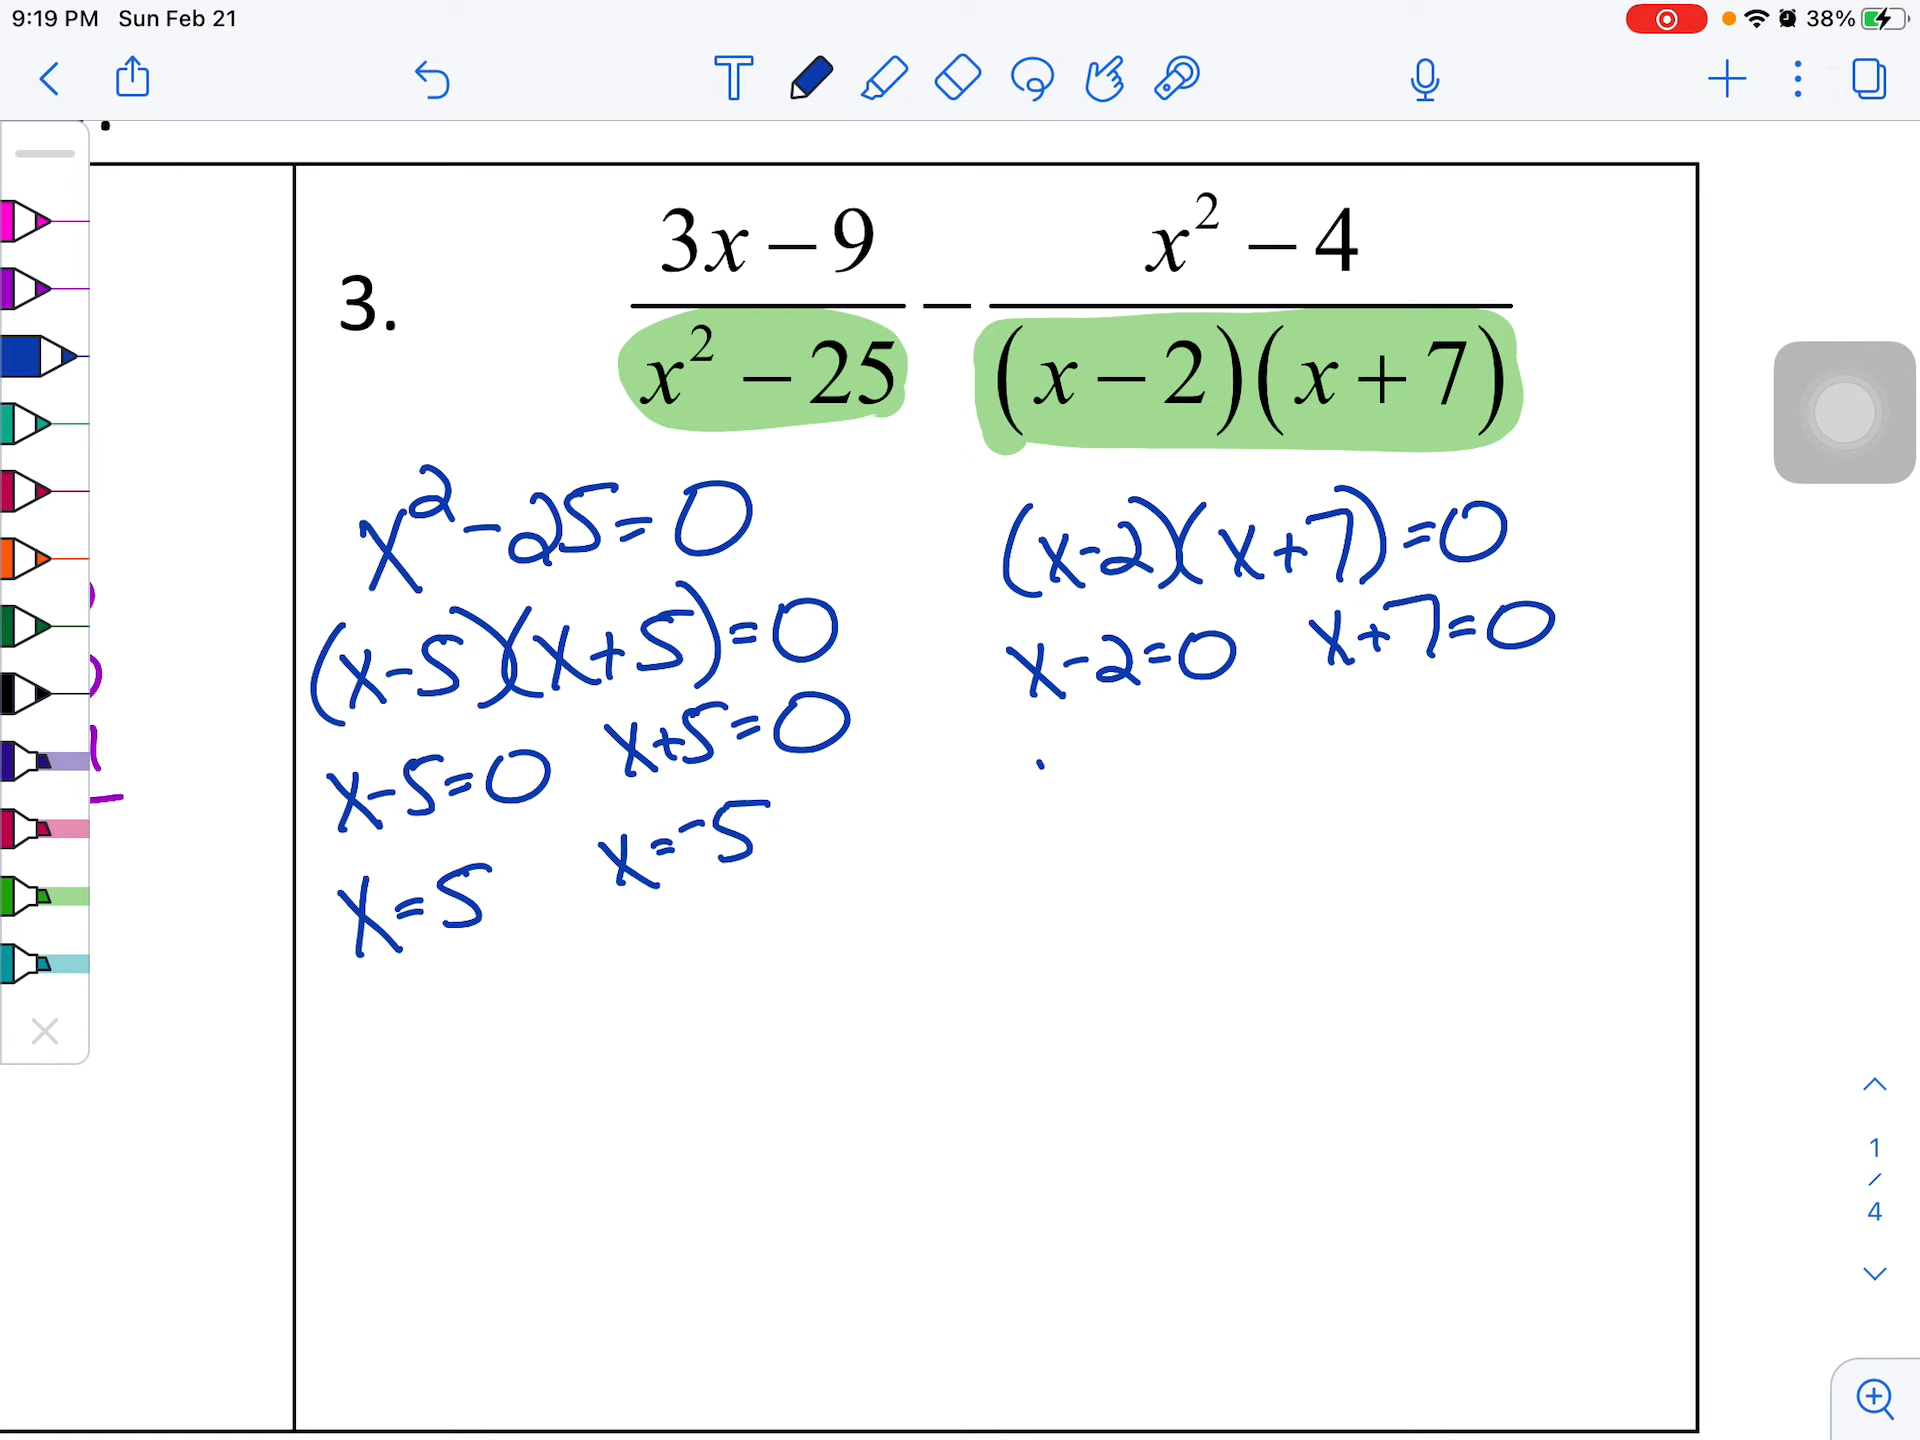 9:19 PM Sun Feb 21
38%
T
3. 3x − 9 / x² − 25 − x² − 4 / (x − 2)(x + 7)
x² - 25 = 0
(x-2)(x+7) = 0
(x-5)(x+5) = 0
x-2=0 x+7=0
x-5=0 x+5=0
x=5 x=-5
1
/
4